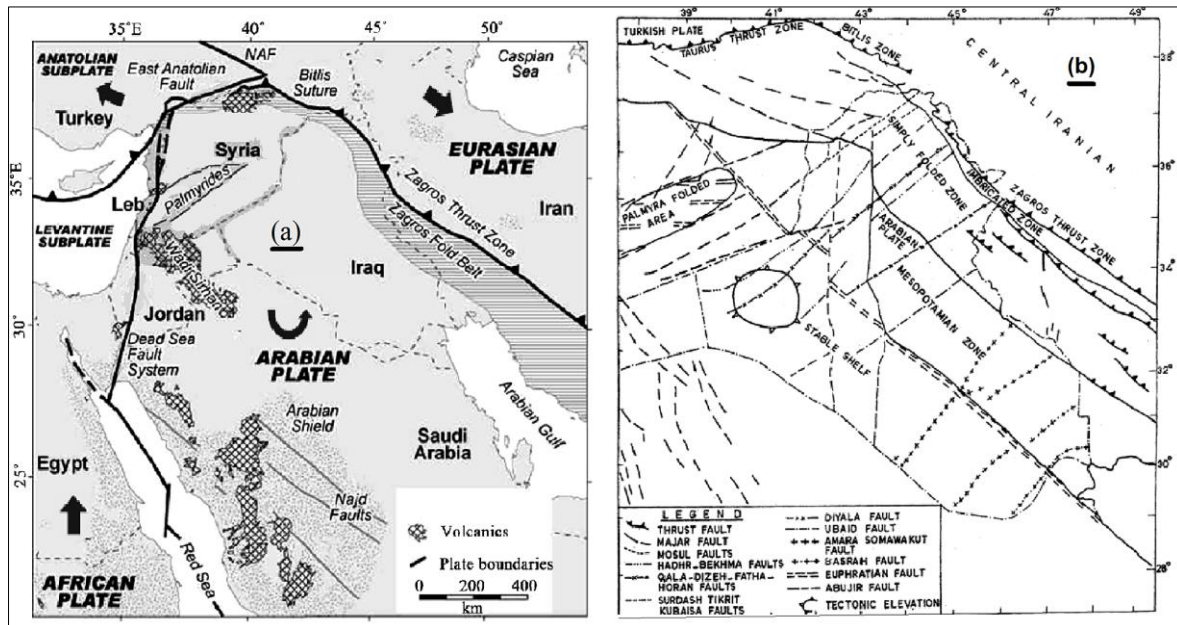 35°E
40
45
50
NAF
ANATOLIAN
SUBPLATE
East Anatolian
Fault
Bitlis
Suture
Caspian
Sea
Turkey
EURASIAN
PLATE
35°E
Syria
Palmyrides
Leb.
Zagros Thrust Zone
Zagros Fold Belt
Iran
LEVANTINE
SUBPLATE
(a)
Wadi Sirhan
Iraq
Jordan
30°
Dead Sea
Fault
System
ARABIAN
PLATE
Arabian Gulf
Arabian
Shield
Saudi
Arabia
Egypt
25°
Najd
Faults
Red Sea
AFRICAN
PLATE
Volcanies
Plate boundaries
0 200 400
km
39°
41°
43°
45
47
49°
38°
TURKISH PLATE
TAURUS THRUST ZONE
BITLIS ZONE
(b)
CENTRAL IRANIAN
36°
SIMPLY FOLDED ZONE
IMBRICATED ZONE
ZAGROS THRUST ZONE
PALMYRA FOLDED
AREA
ARABIAN
PLATE
34°
MESOPOTAMIAN ZONE
STABLE SHELF
32°
30°
28°
LEGEND
THRUST FAULT
MAJAR FAULT
MOSUL FAULTS
HADHR-BEKHMA FAULTS
QALA-DIZEH-FATHA-
HORAN FAULTS
SURDASH TIKRIT
KUBAISA FAULTS
DIYALA FAULT
UBAID FAULT
AMARA SOMAWAKUT
FAULT
BASRAH FAULT
EUPHRATIAN FAULT
ABUJIR FAULT
TECTONIC ELEVATION